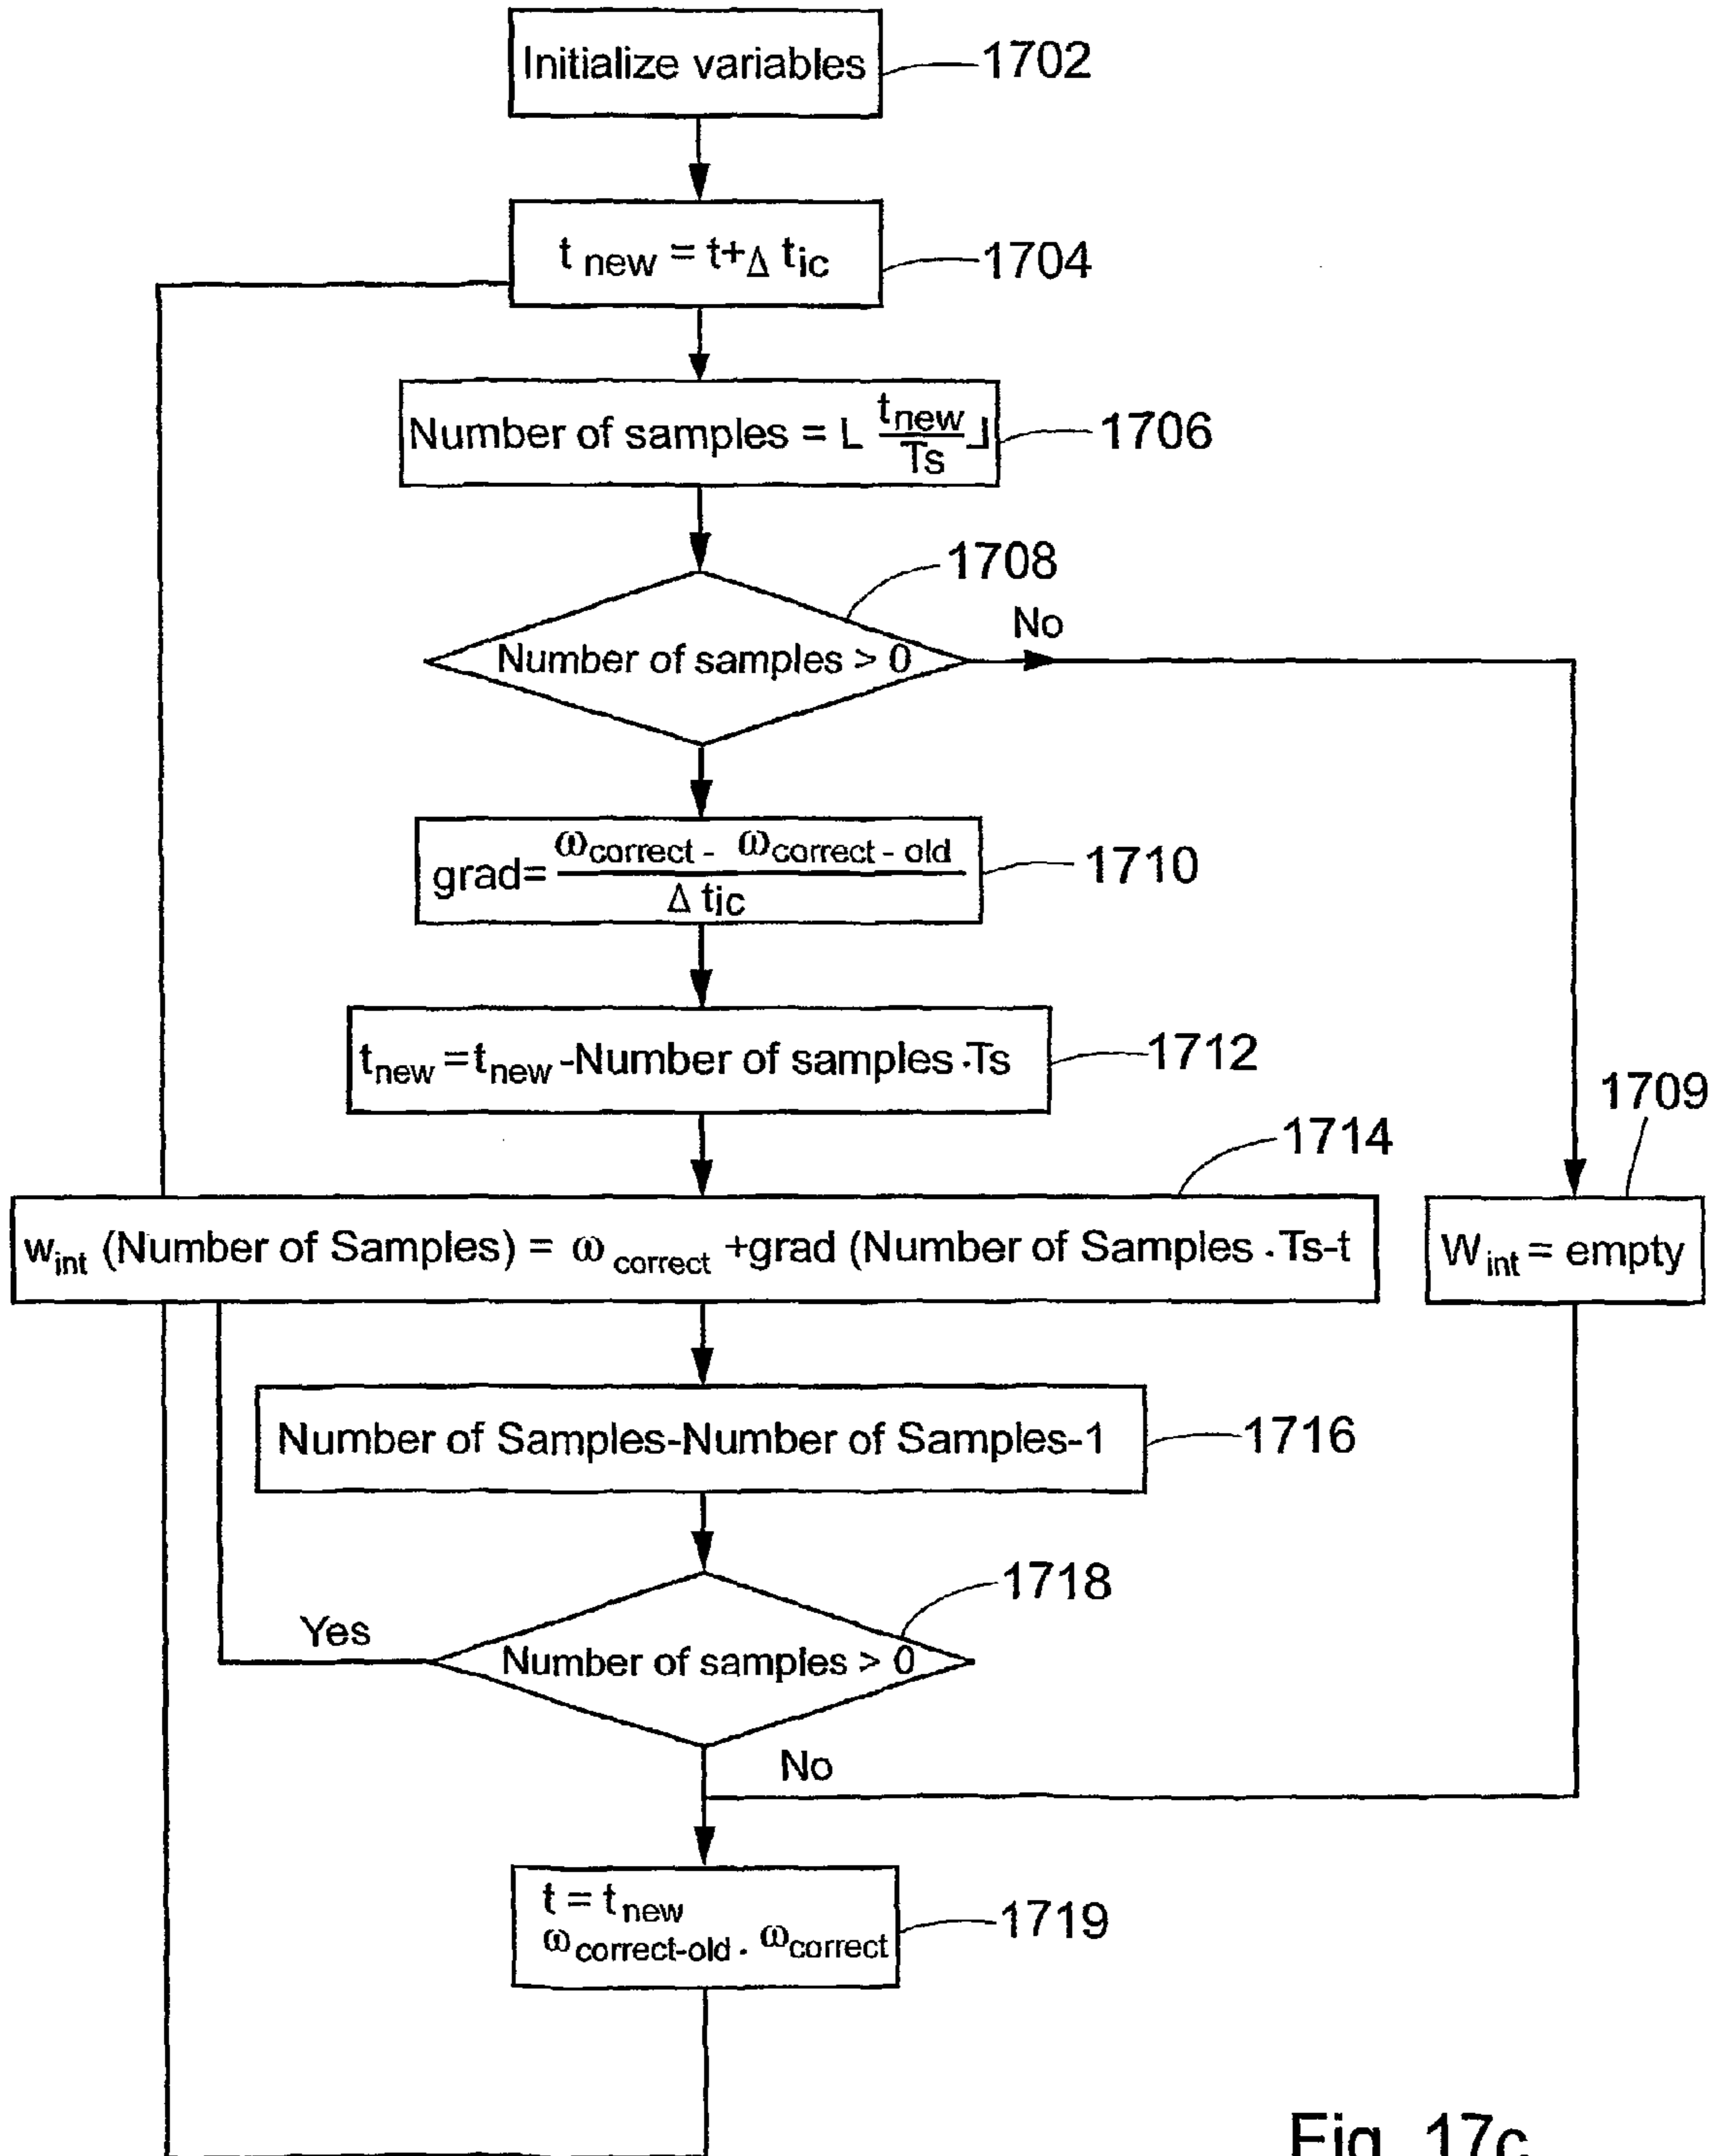 Initialize variables
1702
t new = t+Δ tic
1704
Number of samples = ⌊ tnew/Ts ⌋
1706
1708
Number of samples > 0
No
grad= ωcorrect - ωcorrect - old / Δ tic
1710
tnew =tnew -Number of samples ·Ts
1712
1709
1714
wint (Number of Samples) = ω correct +grad (Number of Samples · Ts-t
Wint = empty
Number of Samples-Number of Samples-1
1716
1718
Yes
Number of samples > 0
No
t = tnew
ωcorrect-old . ωcorrect
1719
Fig. 17c